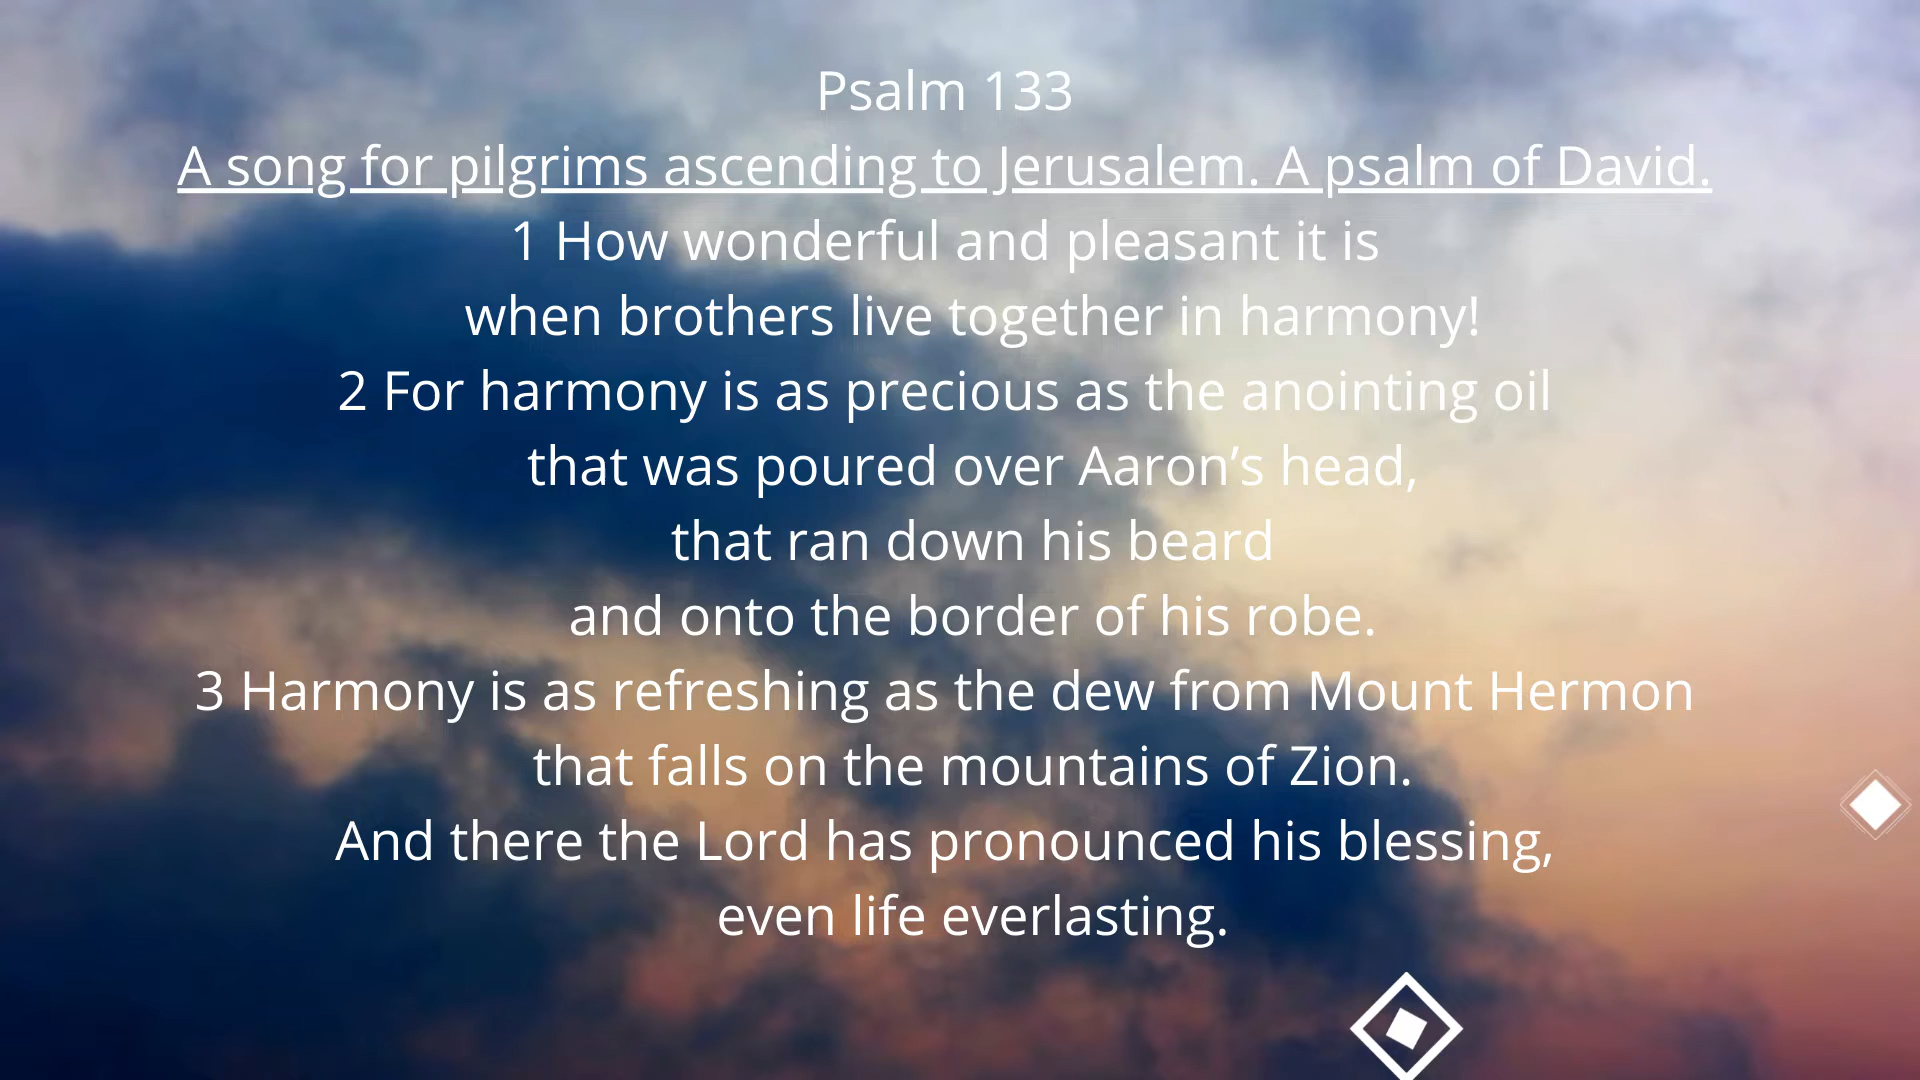 Psalm 133
A song for pilgrims ascending to Jerusalem. A psalm of David.
1 How wonderful and pleasant it is
when brothers live together in harmony!
2 For harmony is as precious as the anointing oil
that was poured over Aaron’s head,
that ran down his beard
and onto the border of his robe.
3 Harmony is as refreshing as the dew from Mount Hermon
that falls on the mountains of Zion.
And there the Lord has pronounced his blessing,
even life everlasting.